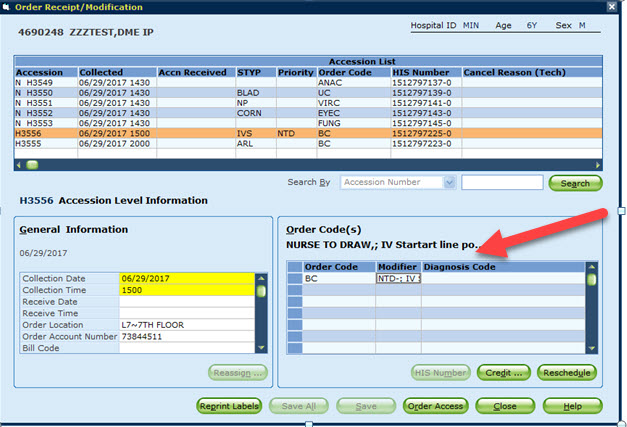 Order Receipt/Modification
4690248 ZZZTEST,DME IP
Hospital ID MIN Age 6Y Sex M
Accession List
Accession Collected Accn Received STYP Priority Order Code HIS Number Cancel Reason (Tech)
N H3549 06/29/2017 1430 ANAC 1512797137-0
N H3550 06/29/2017 1430 BLAD UC 1512797139-0
N H3551 06/29/2017 1430 NP VIRC 1512797141-0
N H3552 06/29/2017 1430 CORN EYEC 1512797143-0
N H3553 06/29/2017 1430 FUNG 1512797145-0
H3556 06/29/2017 1500 IVS NTD BC 1512797225-0
H3555 06/29/2017 2000 ARL BC 1512797223-0
Search By Accession Number Search
H3556 Accession Level Information
General Information
06/29/2017
Collection Date 06/29/2017
Collection Time 1500
Receive Date
Receive Time
Order Location L7~7TH FLOOR
Order Account Number 73844511
Bill Code
Reassign ...
Order Code(s)
NURSE TO DRAW,; IV Startart line po...
Order Code Modifier Diagnosis Code
BC NTD-; IV
HIS Number Credit ... Reschedule
Reprint Labels Save All Save Order Access Close Help